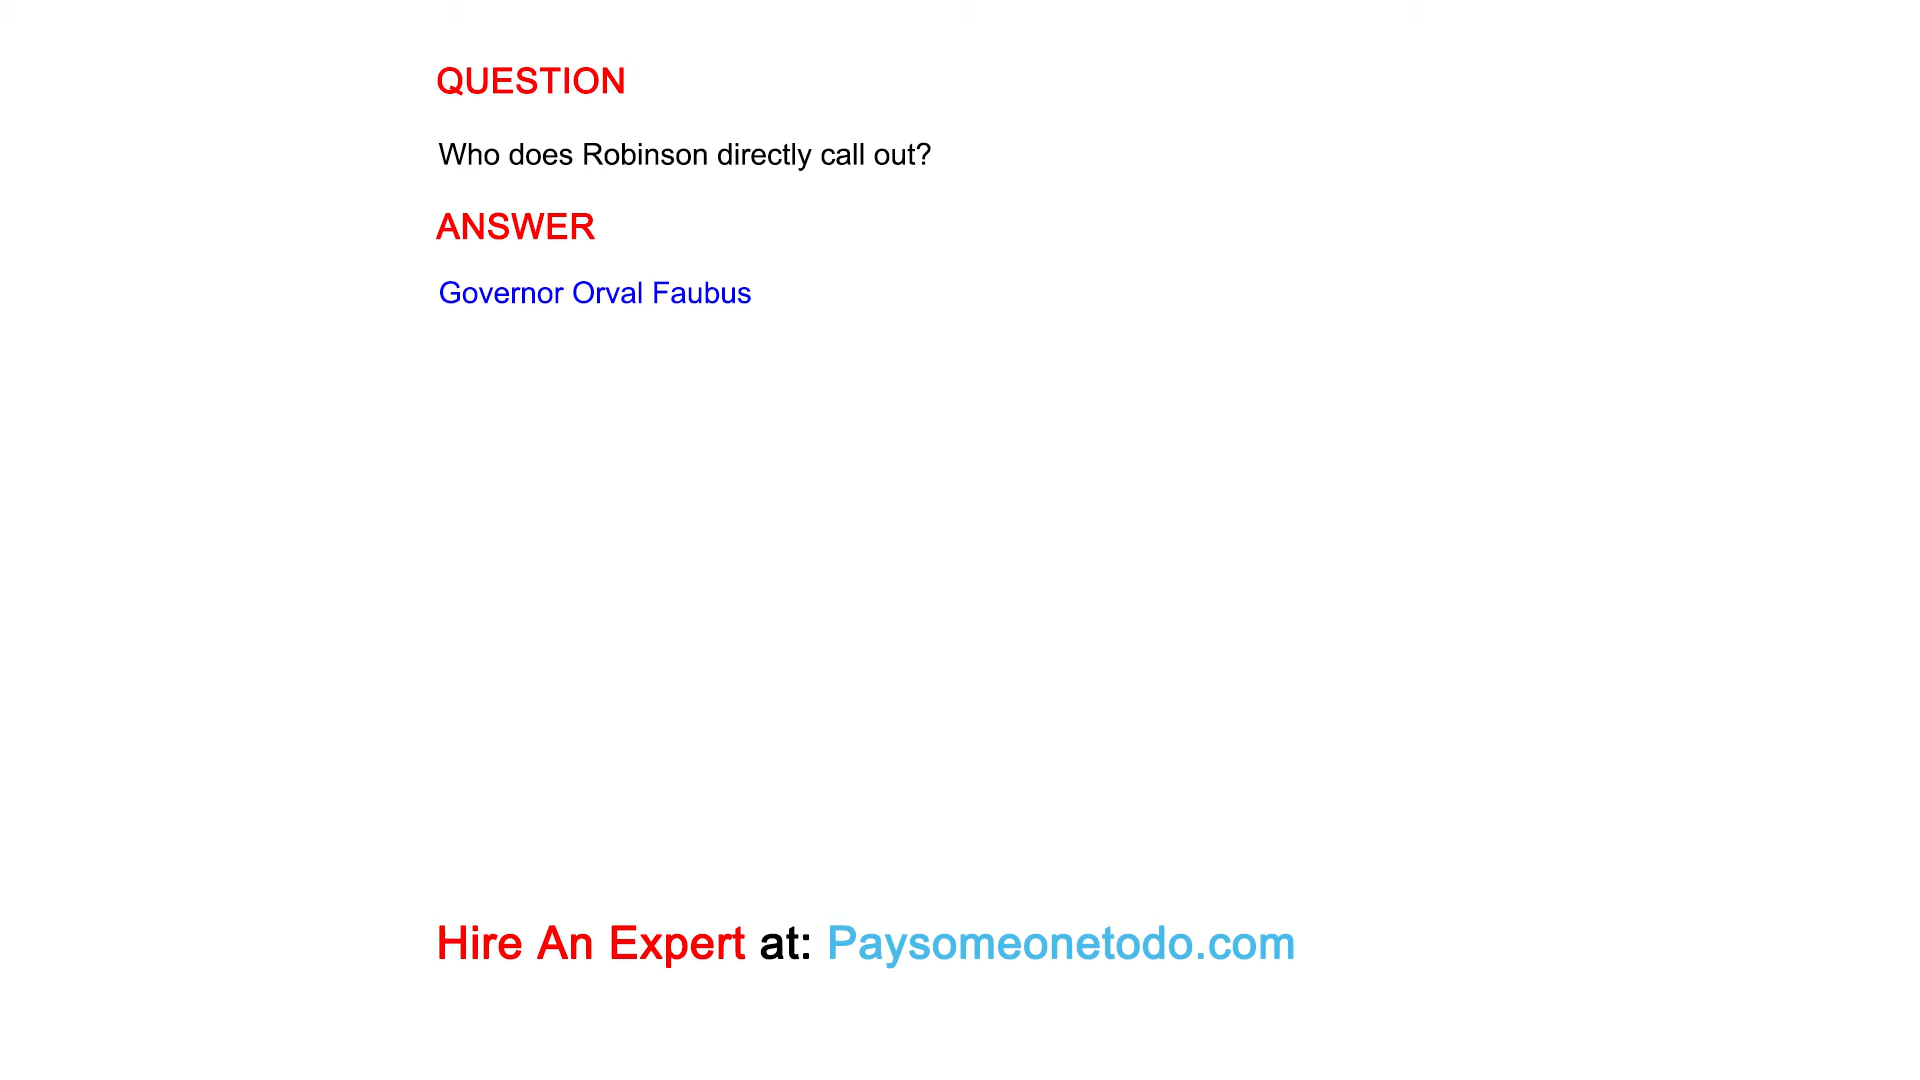 QUESTION
Who does Robinson directly call out?
ANSWER
Governor Orval Faubus
Hire An Expert at: Paysomeonetodo.com